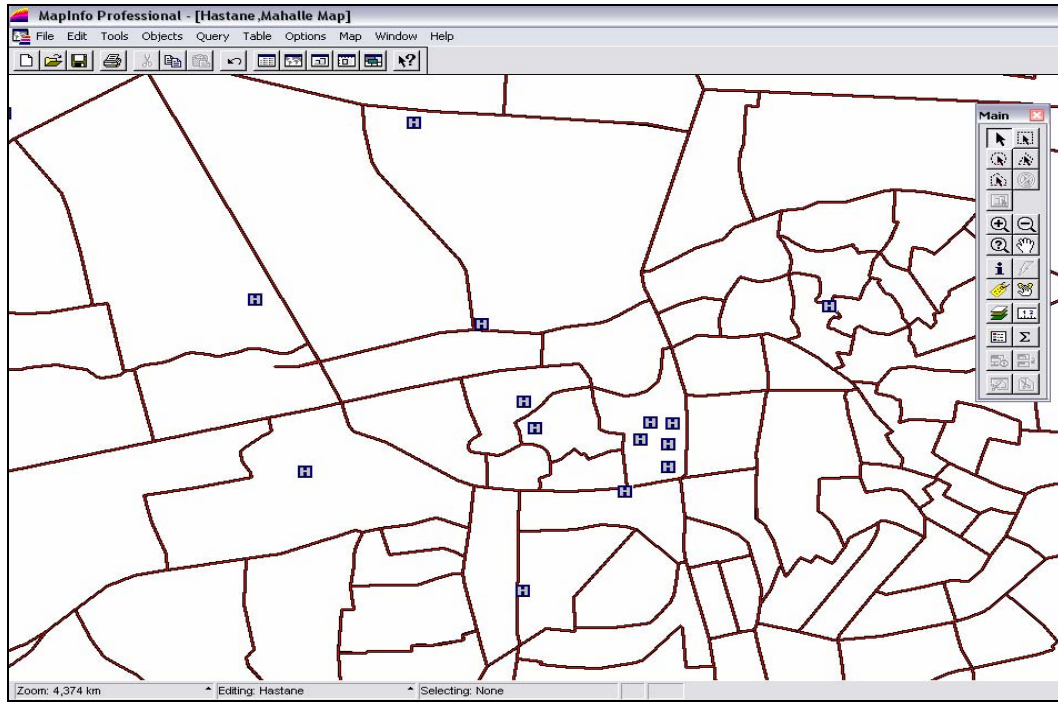 MapInfo Professional - [Hastane ,Mahalle Map]
File Edit Tools Objects Query Table Options Map Window Help
Main
H
H
H
H
H
H
H
H
H
H
H
H
H
H
Zoom: 4,374 km Editing: Hastane Selecting: None